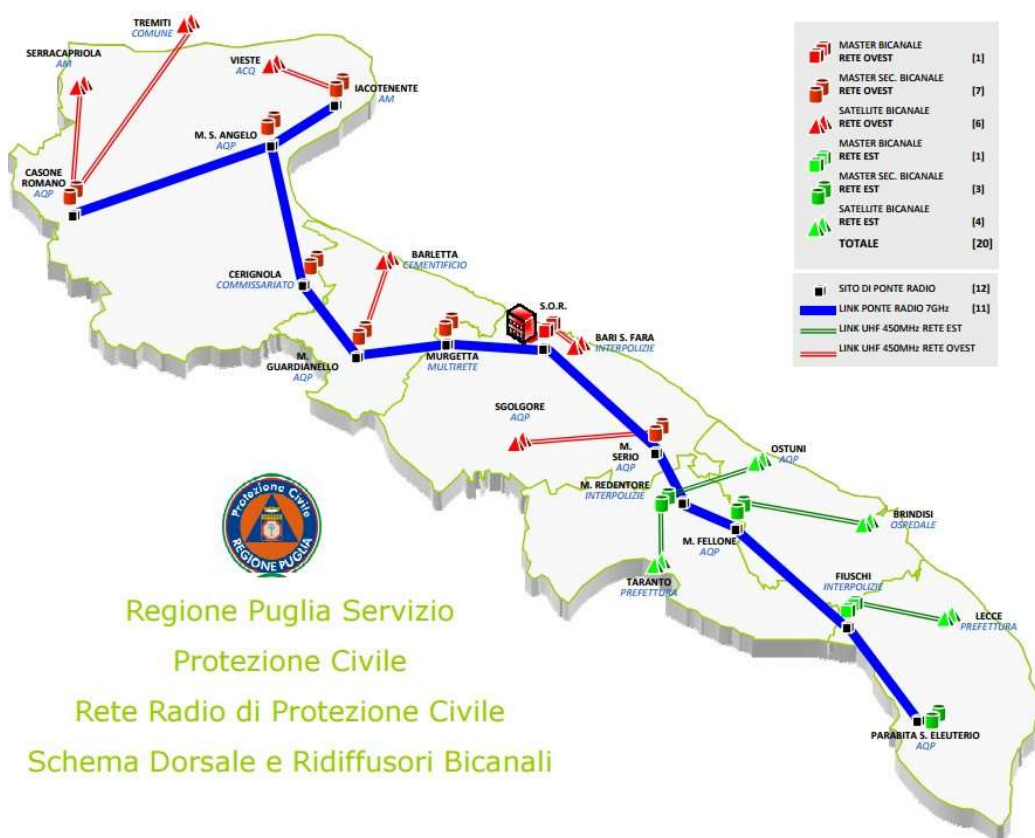 TREMITI
COMUNE
SERRACAPRIOLA
AM
VIESTE
ACQ
IACOTENENTE
AM
M. S. ANGELO
AQP
CASONE
ROMANO
AQP
CERIGNOLA
COMMISSARIATO
BARLETTA
CEMENTIFICIO
S.O.R.
BARI S. FARA
INTERPOLIZIE
M.
GUARDIANELLO
AQP
MURGETTA
MULTIRETE
SGOLGORE
AQP
M.
SERIO
AQP
OSTUNI
AQP
M. REDENTORE
INTERPOLIZIE
BRINDISI
OSPEDALE
M. FELLONE
AQP
TARANTO
PREFETTURA
FIUSCHI
INTERPOLIZIE
LECCE
PREFETTURA
PARABITA S. ELEUTERIO
AQP
MASTER BICANALE
RETE OVEST [1]
MASTER SEC. BICANALE
RETE OVEST [7]
SATELLITE BICANALE
RETE OVEST [6]
MASTER BICANALE
RETE EST [1]
MASTER SEC. BICANALE
RETE EST [3]
SATELLITE BICANALE
RETE EST [4]
TOTALE [20]
SITO DI PONTE RADIO [12]
LINK PONTE RADIO 7GHz [11]
LINK UHF 450MHz RETE EST
LINK UHF 450MHz RETE OVEST
Protezione Civile
REGIONE PUGLIA
Regione Puglia Servizio
Protezione Civile
Rete Radio di Protezione Civile
Schema Dorsale e Ridiffusori Bicanali